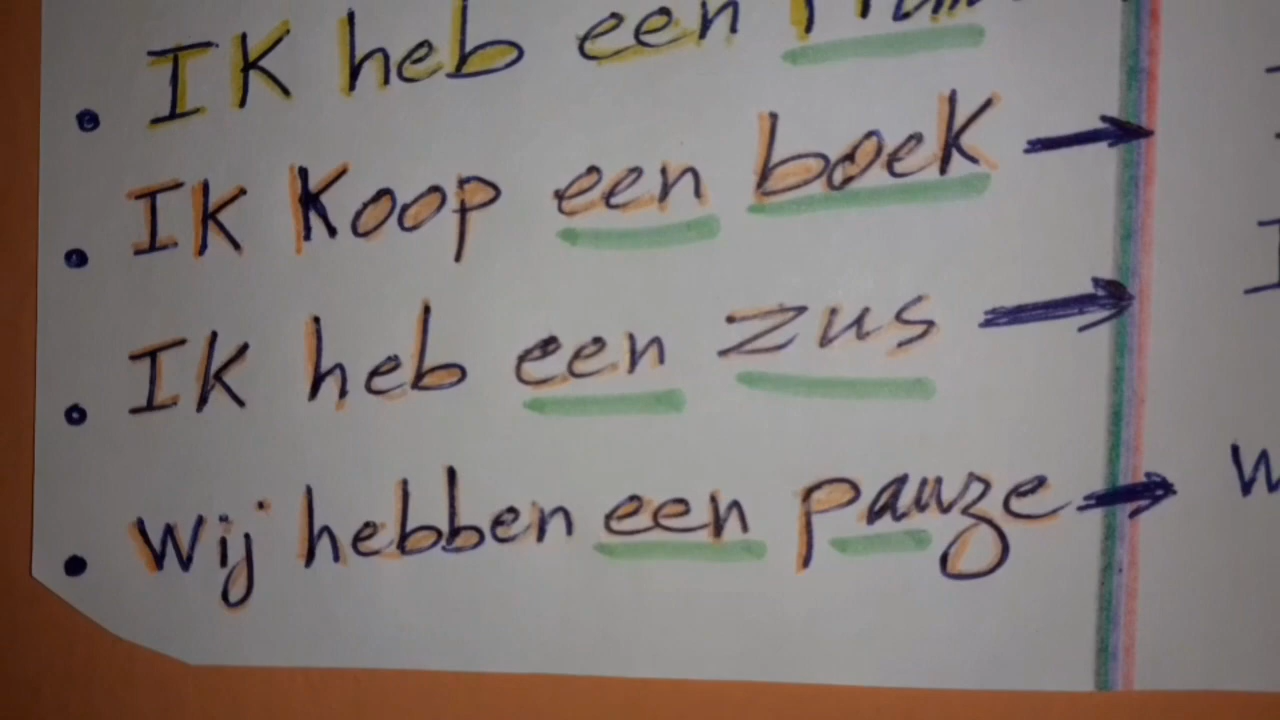 • IK heb een
• IK Koop een boek →
• IK heb een zus →
• Wij hebben een pauze →